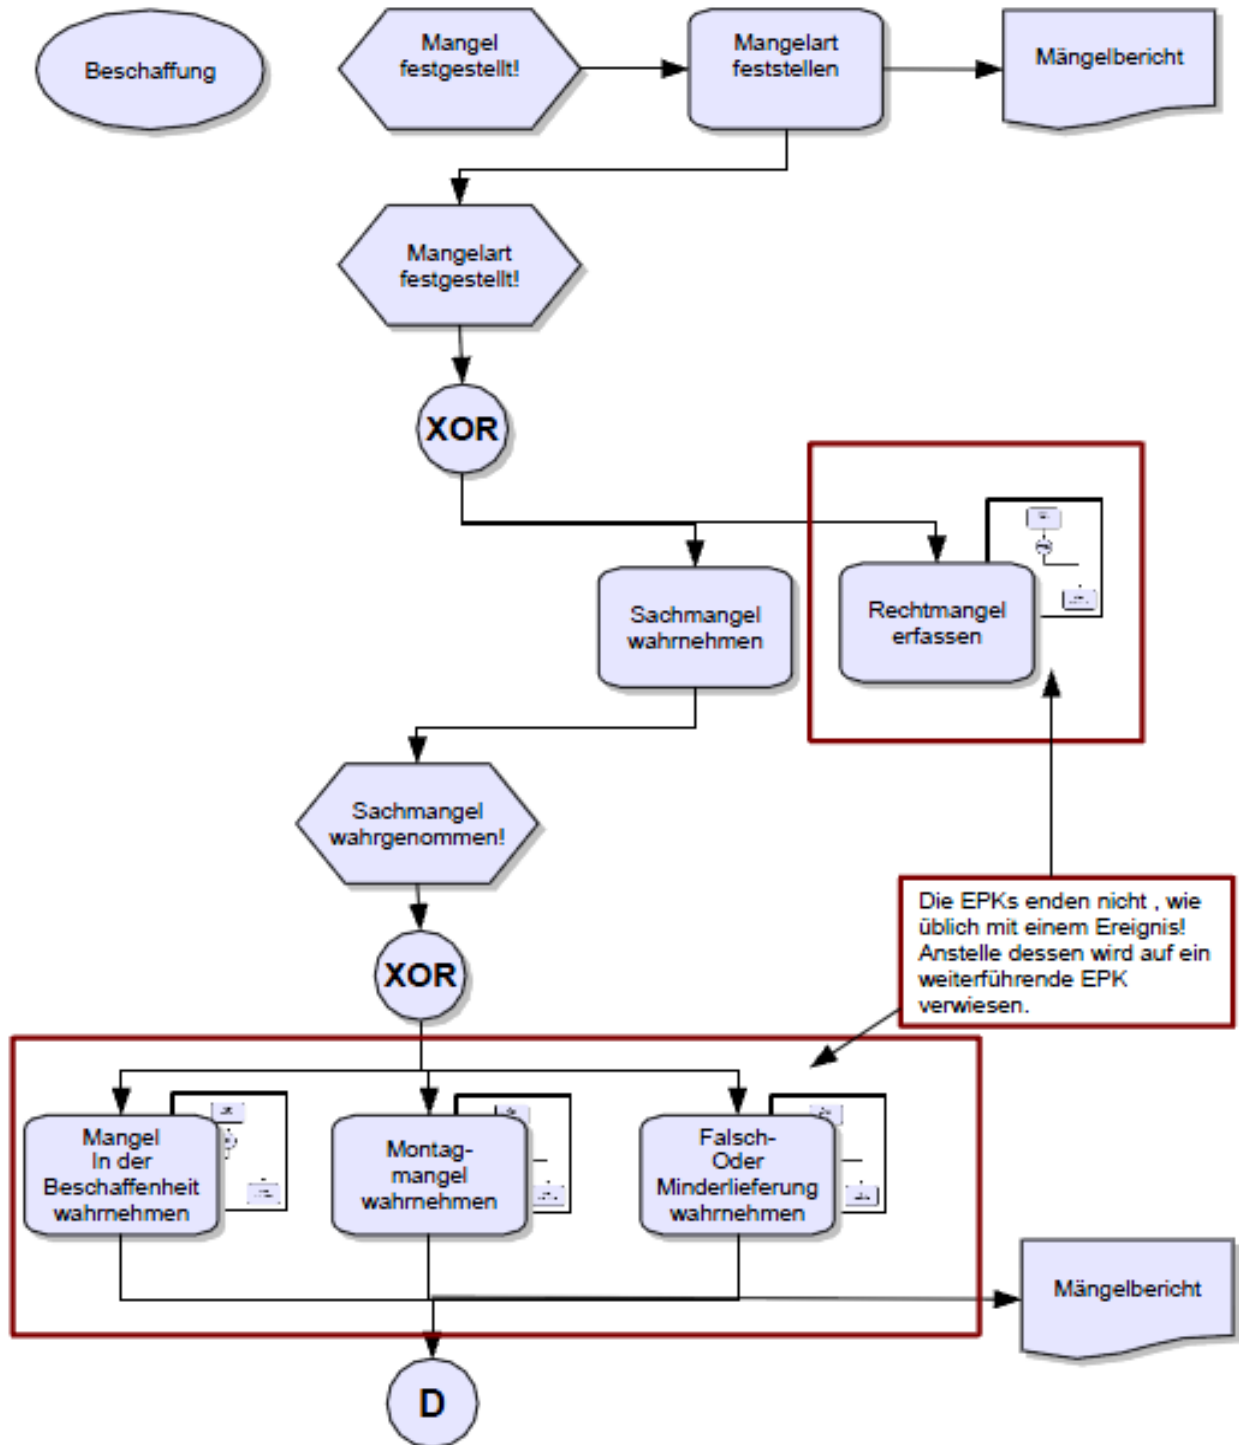 Beschaffung
Mangel
festgestellt!
Mangelart
feststellen
Mängelbericht
Mangelart
festgestellt!
XOR
Sachmangel
wahrnehmen
Rechtmangel
erfassen
Sachmangel
wahrgenommen!
Die EPKs enden nicht , wie
üblich mit einem Ereignis!
Anstelle dessen wird auf ein
weiterführende EPK
verwiesen.
XOR
Mangel
In der
Beschaffenheit
wahrnehmen
Montag-
mangel
wahrnehmen
Falsch-
Oder
Minderlieferung
wahrnehmen
Mängelbericht
D